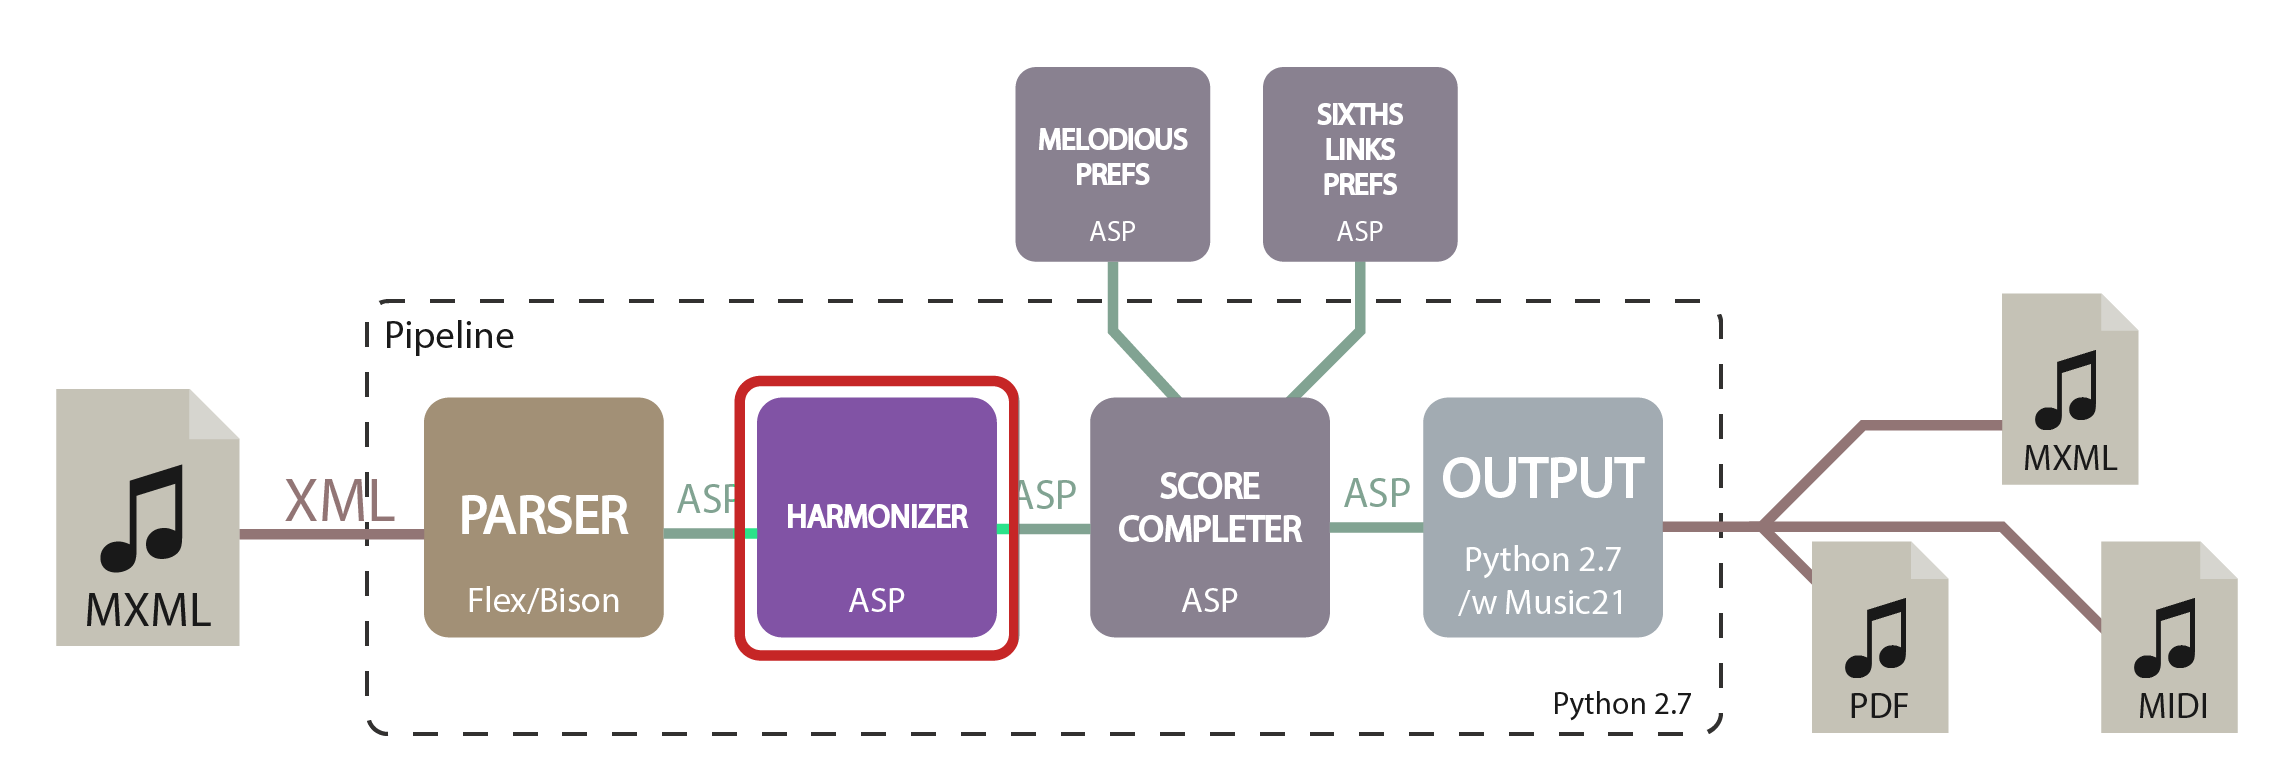 MELODIOUS
PREFS
ASP
SIXTHS
LINKS
PREFS
ASP
Pipeline
MXML
XML
PARSER
Flex/Bison
ASP
HARMONIZER
ASP
ASP
SCORE
COMPLETER
ASP
ASP
OUTPUT
Python 2.7
/w Music21
Python 2.7
MXML
PDF
MIDI